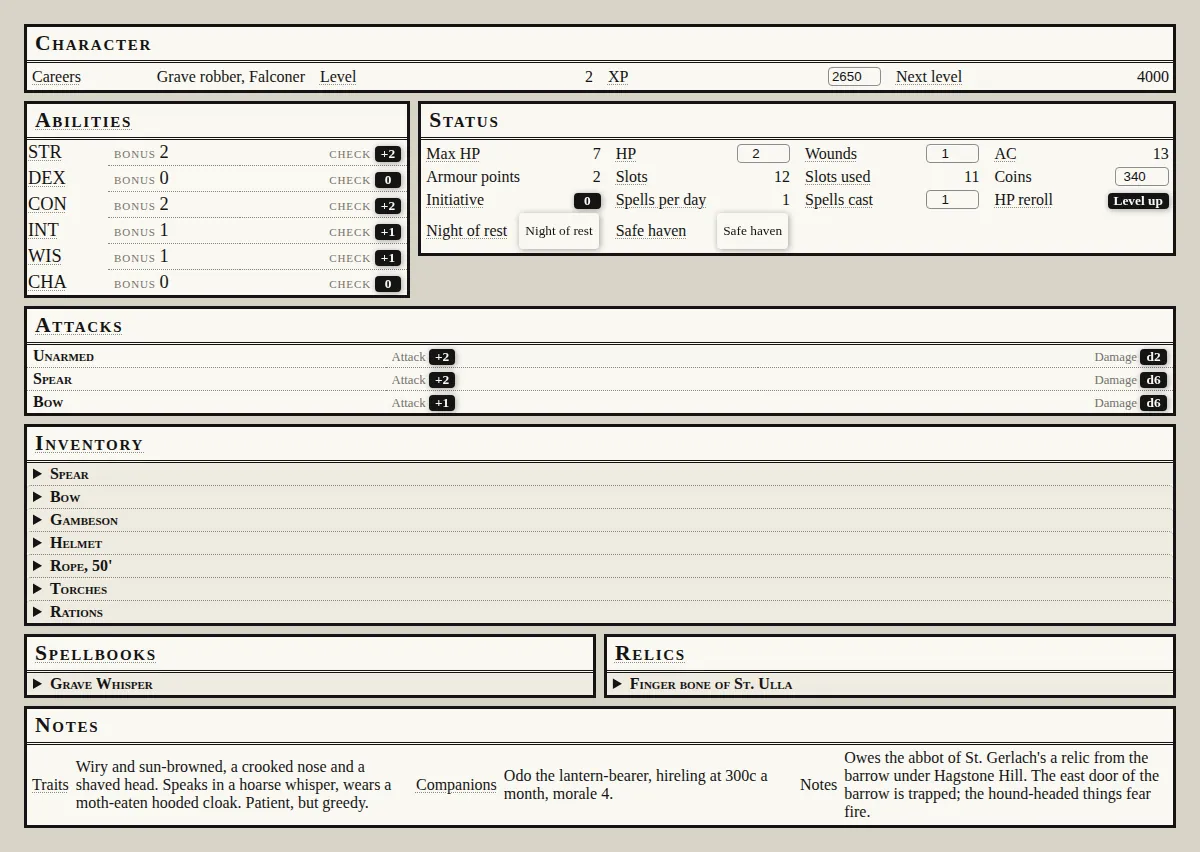 Character
Careers Grave robber, Falconer Level 2 XP 2650 Next level 4000
Abilities
STR BONUS 2 CHECK +2
DEX BONUS 0 CHECK 0
CON BONUS 2 CHECK +2
INT BONUS 1 CHECK +1
WIS BONUS 1 CHECK +1
CHA BONUS 0 CHECK 0
Status
Max HP 7 HP 2 Wounds 1 AC 13
Armour points 2 Slots 12 Slots used 11 Coins 340
Initiative 0 Spells per day 1 Spells cast 1 HP reroll Level up
Night of rest Night of rest Safe haven Safe haven
Attacks
Unarmed Attack +2 Damage d2
Spear Attack +2 Damage d6
Bow Attack +1 Damage d6
Inventory
Spear
Bow
Gambeson
Helmet
Rope, 50'
Torches
Rations
Spellbooks
Grave Whisper
Relics
Finger bone of St. Ulla
Notes
Traits
Wiry and sun-browned, a crooked nose and a
shaved head. Speaks in a hoarse whisper, wears a
moth-eaten hooded cloak. Patient, but greedy.
Companions
Odo the lantern-bearer, hireling at 300c a
month, morale 4.
Notes
Owes the abbot of St. Gerlach's a relic from the
barrow under Hagstone Hill. The east door of the
barrow is trapped; the hound-headed things fear
fire.